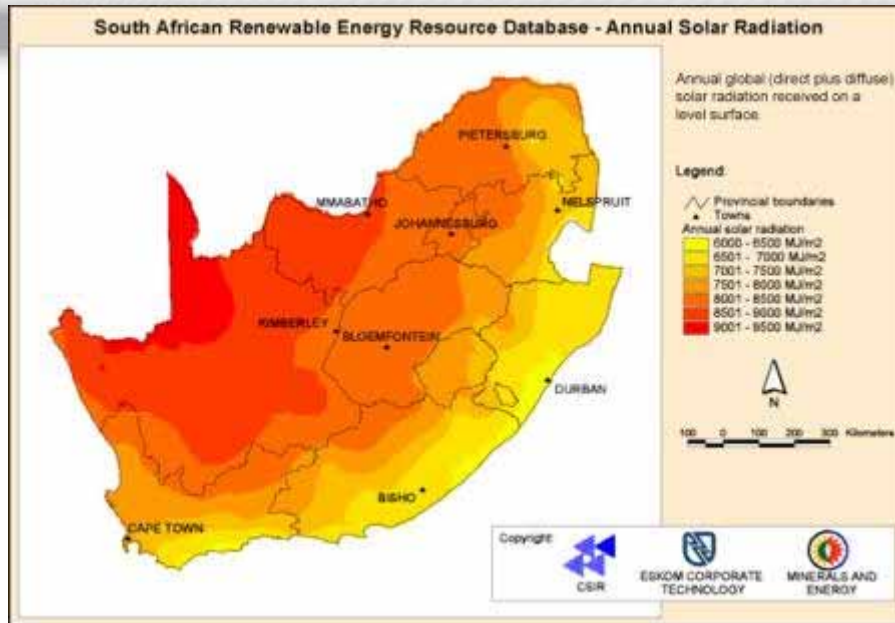 South African Renewable Energy Resource Database - Annual Solar Radiation
Annual global (direct plus diffuse)
solar radiation received on a
level surface.
Legend:
Provincial boundaries
Towns
Annual solar radiation
6000 - 6500 MJ/m2
6501 - 7000 MJ/m2
7001 - 7500 MJ/m2
7501 - 8000 MJ/m2
8001 - 8500 MJ/m2
8501 - 9000 MJ/m2
9001 - 9500 MJ/m2
N
100 0 100 200 300 Kilometers
PIETERSBURG
MMABATHO
NELSPRUIT
JOHANNESBURG
KIMBERLEY
BLOEMFONTEIN
DURBAN
BISHO
CAPE TOWN
Copyright:
CSIR
ESKOM CORPORATE
TECHNOLOGY
MINERALS AND
ENERGY